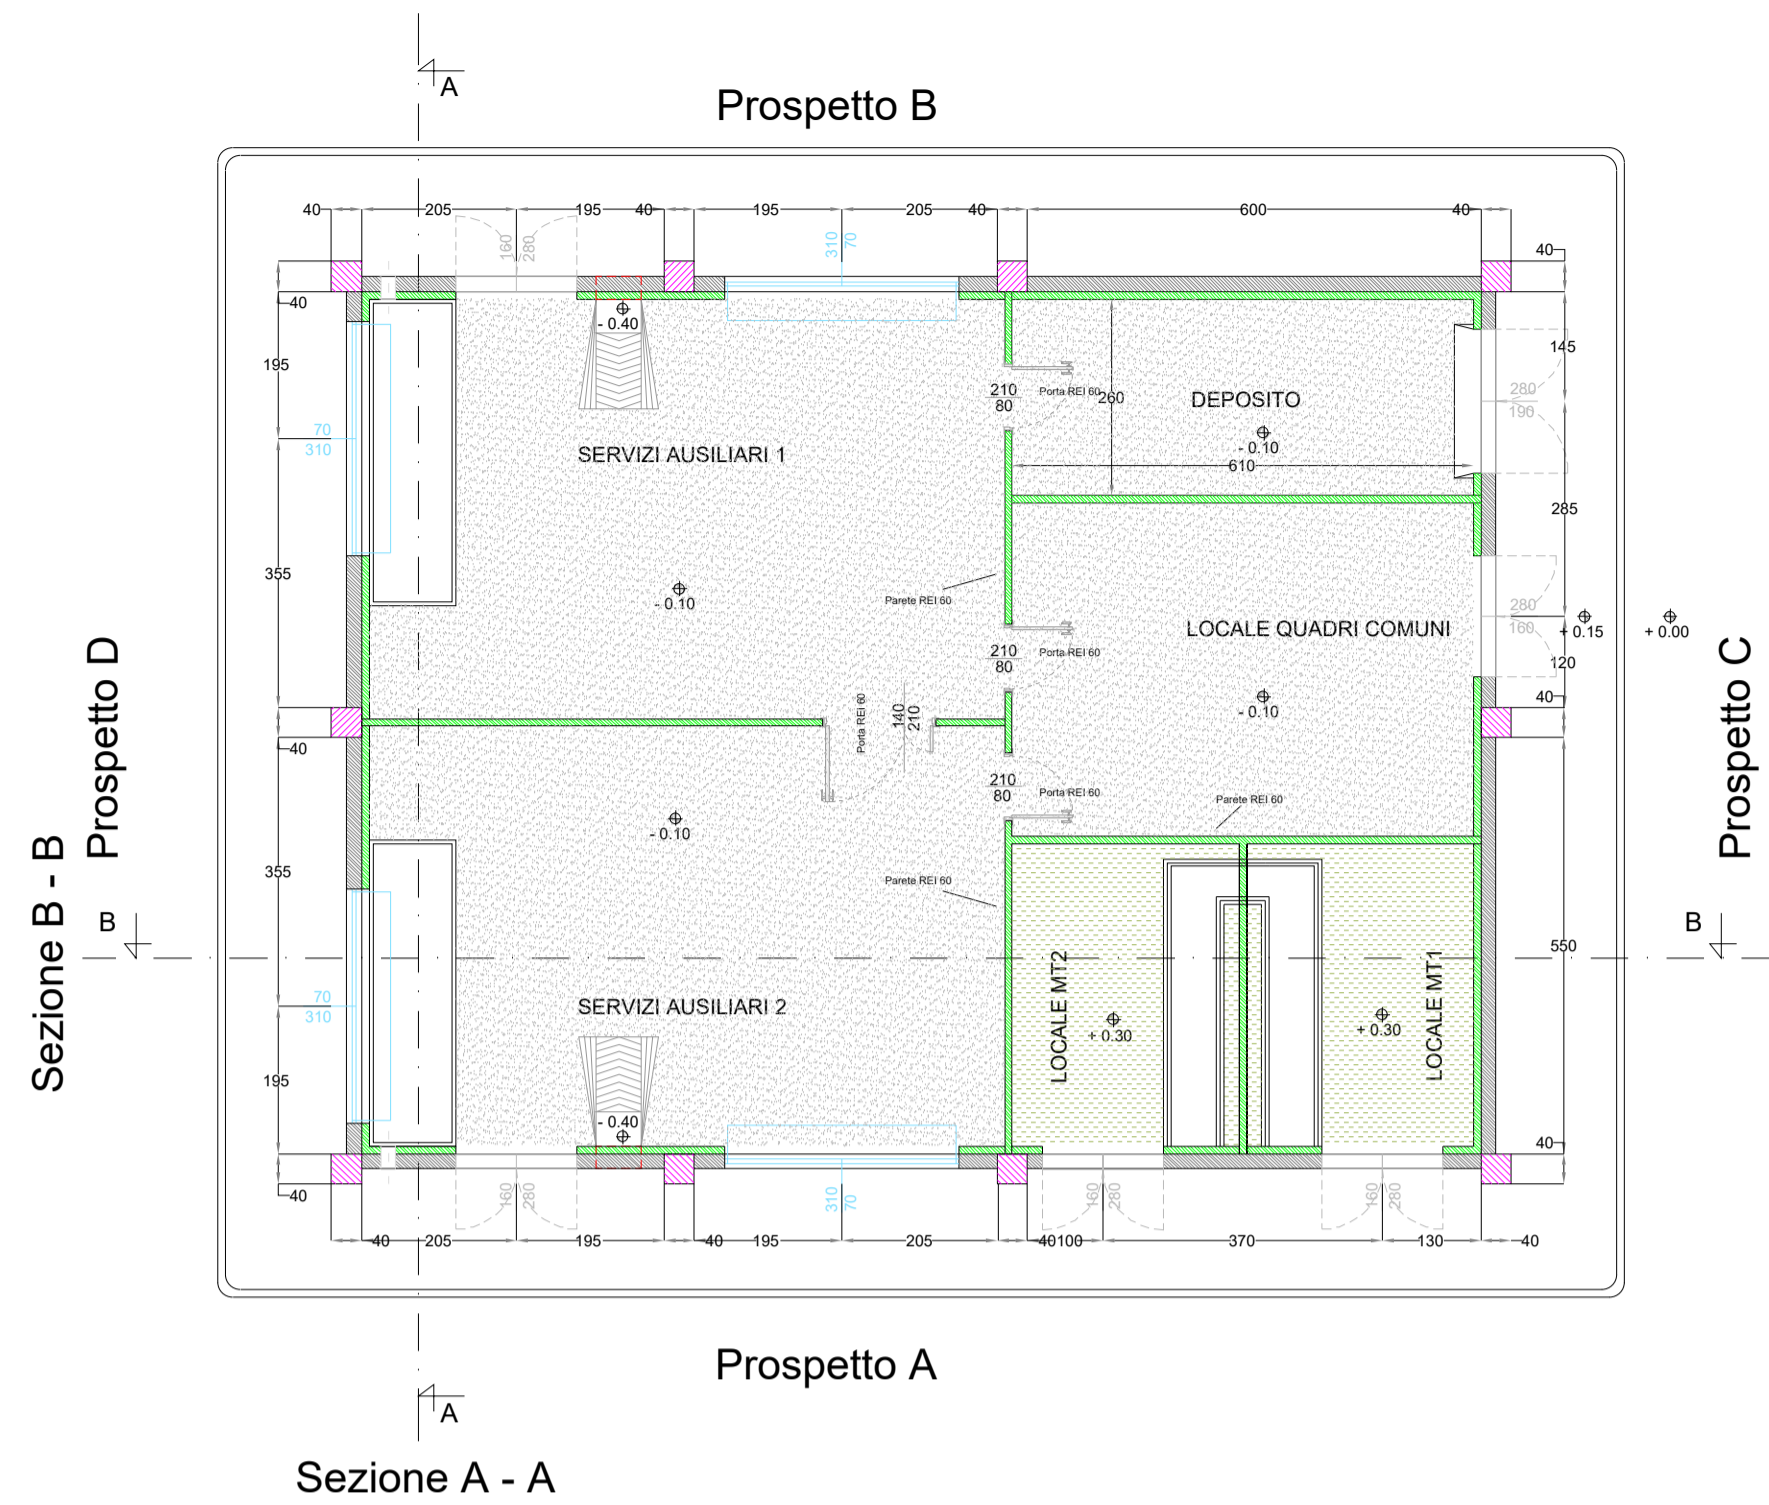 A
Prospetto B
40 205 195 40 195 205 40 600 40
160
280
310
70
40
40
- 0.40
145
195
210
80
Porta REI 60
260
DEPOSITO
280
190
70
310
SERVIZI AUSILIARI 1
- 0.10
610
285
355
- 0.10
Parete REI 60
280
160
LOCALE QUADRI COMUNI
+ 0.15
+ 0.00
210
80
Porta REI 60
120
40
- 0.10
Prospetto D
Prospetto C
Porta REI 60
140
210
40
210
80
Porta REI 60
Parete REI 60
- 0.10
355
Parete REI 60
Sezione B - B
B
B
550
LOCALE MT2
LOCALE MT1
70
310
SERVIZI AUSILIARI 2
+ 0.30
+ 0.30
195
- 0.40
40
40
160
280
310
70
160
280
160
280
40 205 195 40 195 205 40 100 370 130 40
Prospetto A
A
Sezione A - A